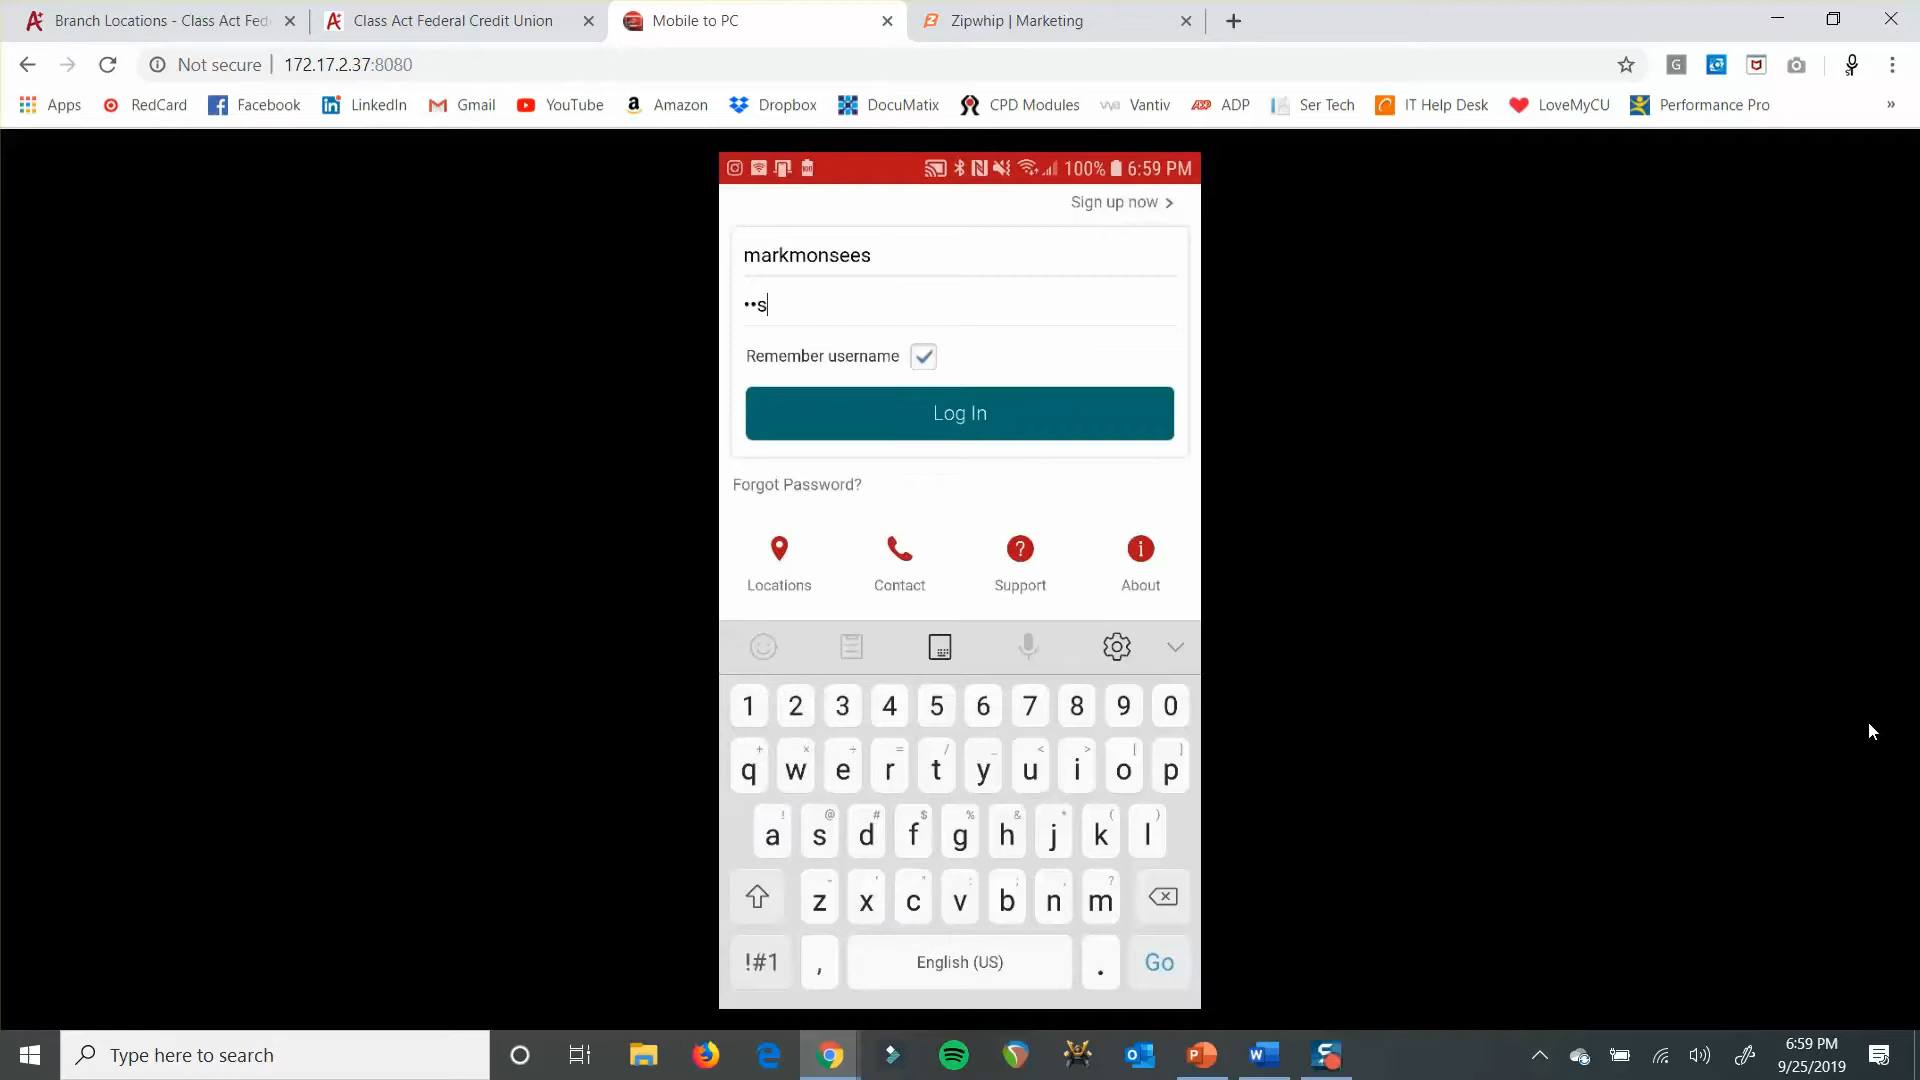 Branch Locations - Class Act Fed
Class Act Federal Credit Union
Mobile to PC
Zipwhip | Marketing
Not secure | 172.17.2.37:8080
Apps RedCard Facebook LinkedIn Gmail YouTube Amazon Dropbox DocuMatix CPD Modules Vantiv ADP Ser Tech IT Help Desk LoveMyCU Performance Pro »
100% 6:59 PM
Sign up now >
markmonsees
••s
Remember username
Log In
Forgot Password?
Locations Contact Support About
1 2 3 4 5 6 7 8 9 0
+ × ÷ = / _ < > [ ]
q w e r t y u i o p
! @ # $ % & * ( )
a s d f g h j k l
- ' " : ; , ?
z x c v b n m
!#1 , English (US) . Go
Type here to search
6:59 PM
9/25/2019